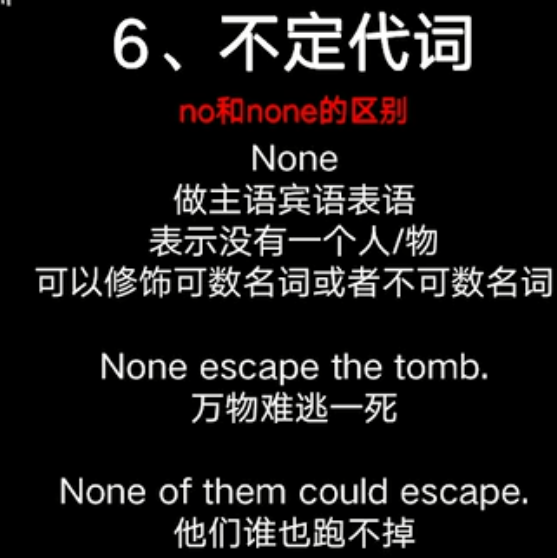 6、不定代词
no和none的区别
None
做主语宾语表语
表示没有一个人/物
可以修饰可数名词或者不可数名词
None escape the tomb.
万物难逃一死
None of them could escape.
他们谁也跑不掉